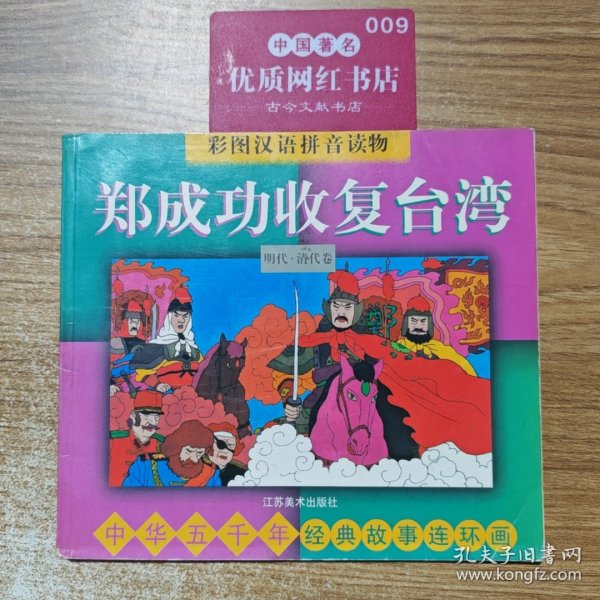 009
中国著名
优质网红书店
古今文献书店
彩图汉语拼音读物
郑成功收复台湾
明代·清代卷
鄭
江苏美术出版社
中华五千年经典故事连环画
孔夫子旧书网
www.kongfz.com